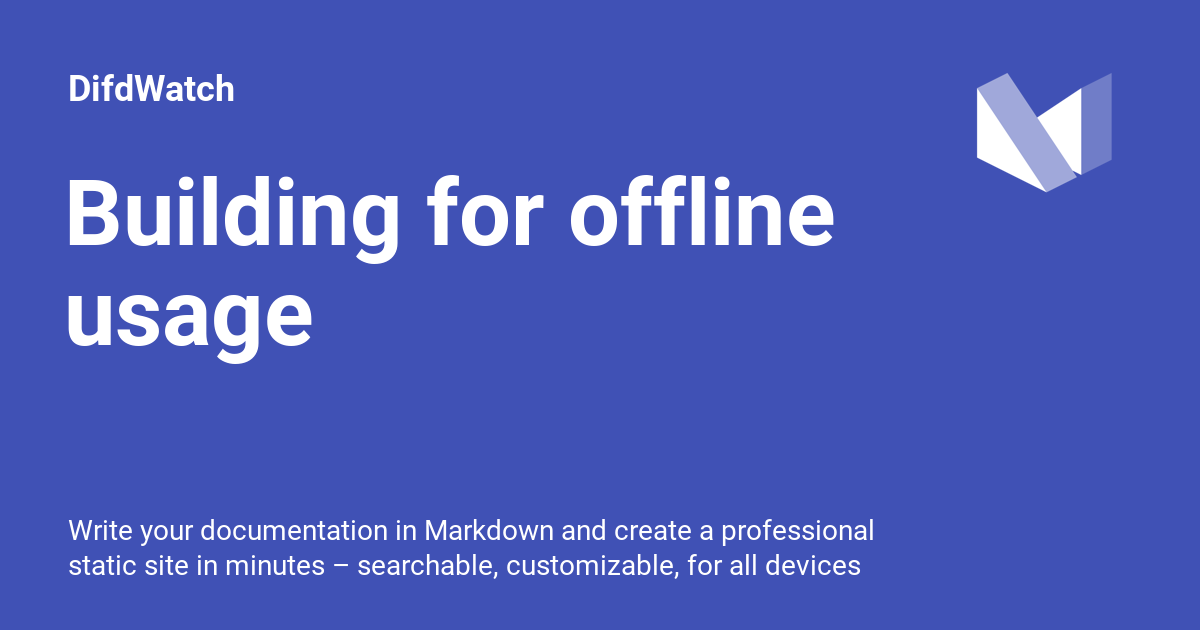 DifdWatch
Building for offline
usage
Write your documentation in Markdown and create a professional
static site in minutes – searchable, customizable, for all devices